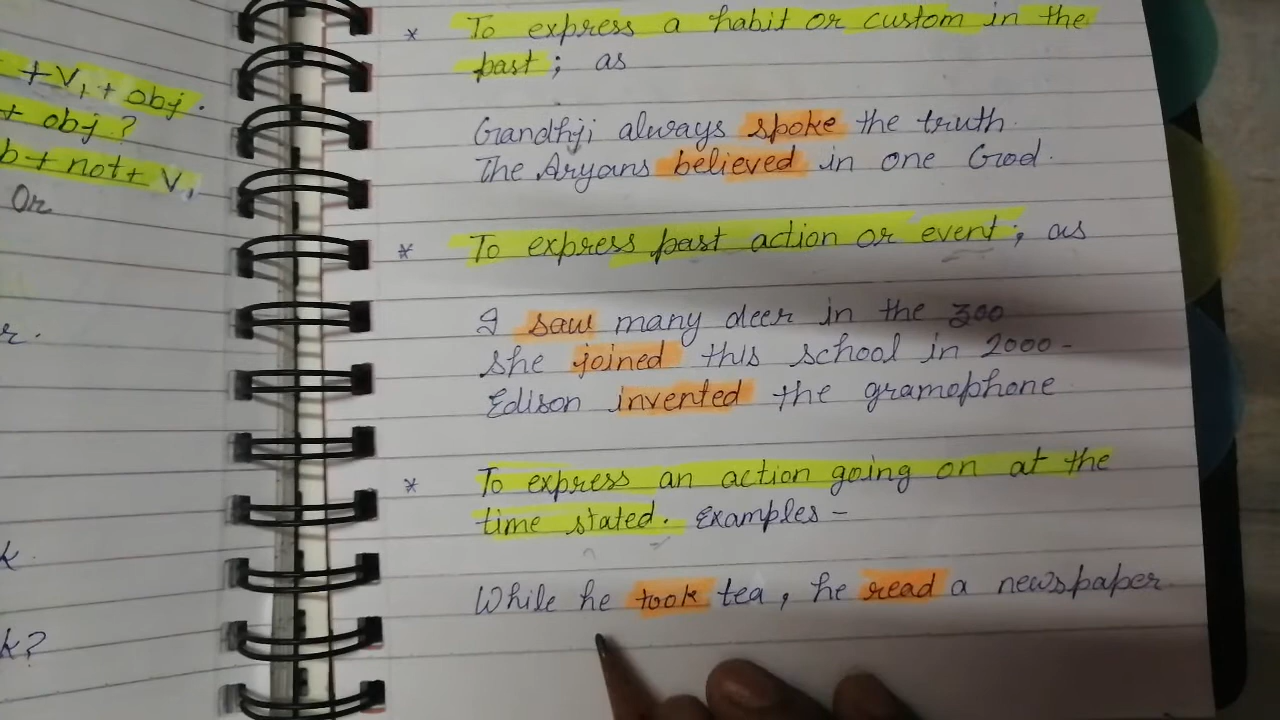 + V1 + obj.
+ obj ?
b + not + V1
Or
r.
k.
k?
* To express a habit or custom in the
past; as
Gandhiji always spoke the truth.
The Aryans believed in one God.
* To express past action or event; as
I saw many deer in the zoo
She joined this school in 2000-
Edison invented the gramophone
* To express an action going on at the
time stated. Examples -
While he took tea, he read a newspaper